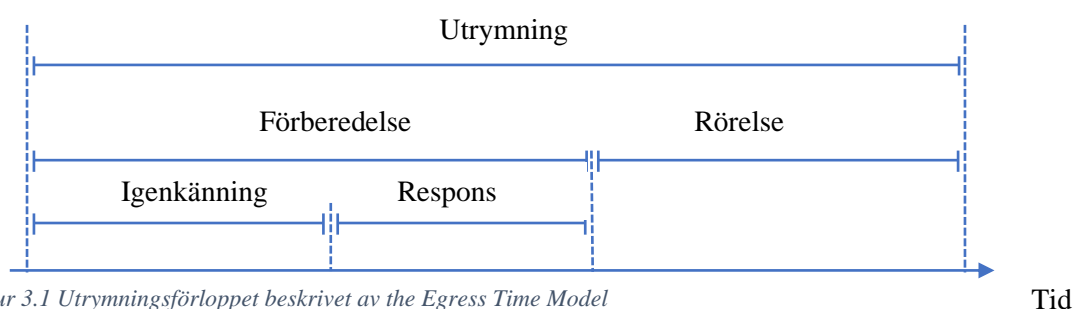 Utrymning
Förberedelse Rörelse
Igenkänning Respons
ur 3.1 Utrymningsförloppet beskrivet av the Egress Time Model
Tid